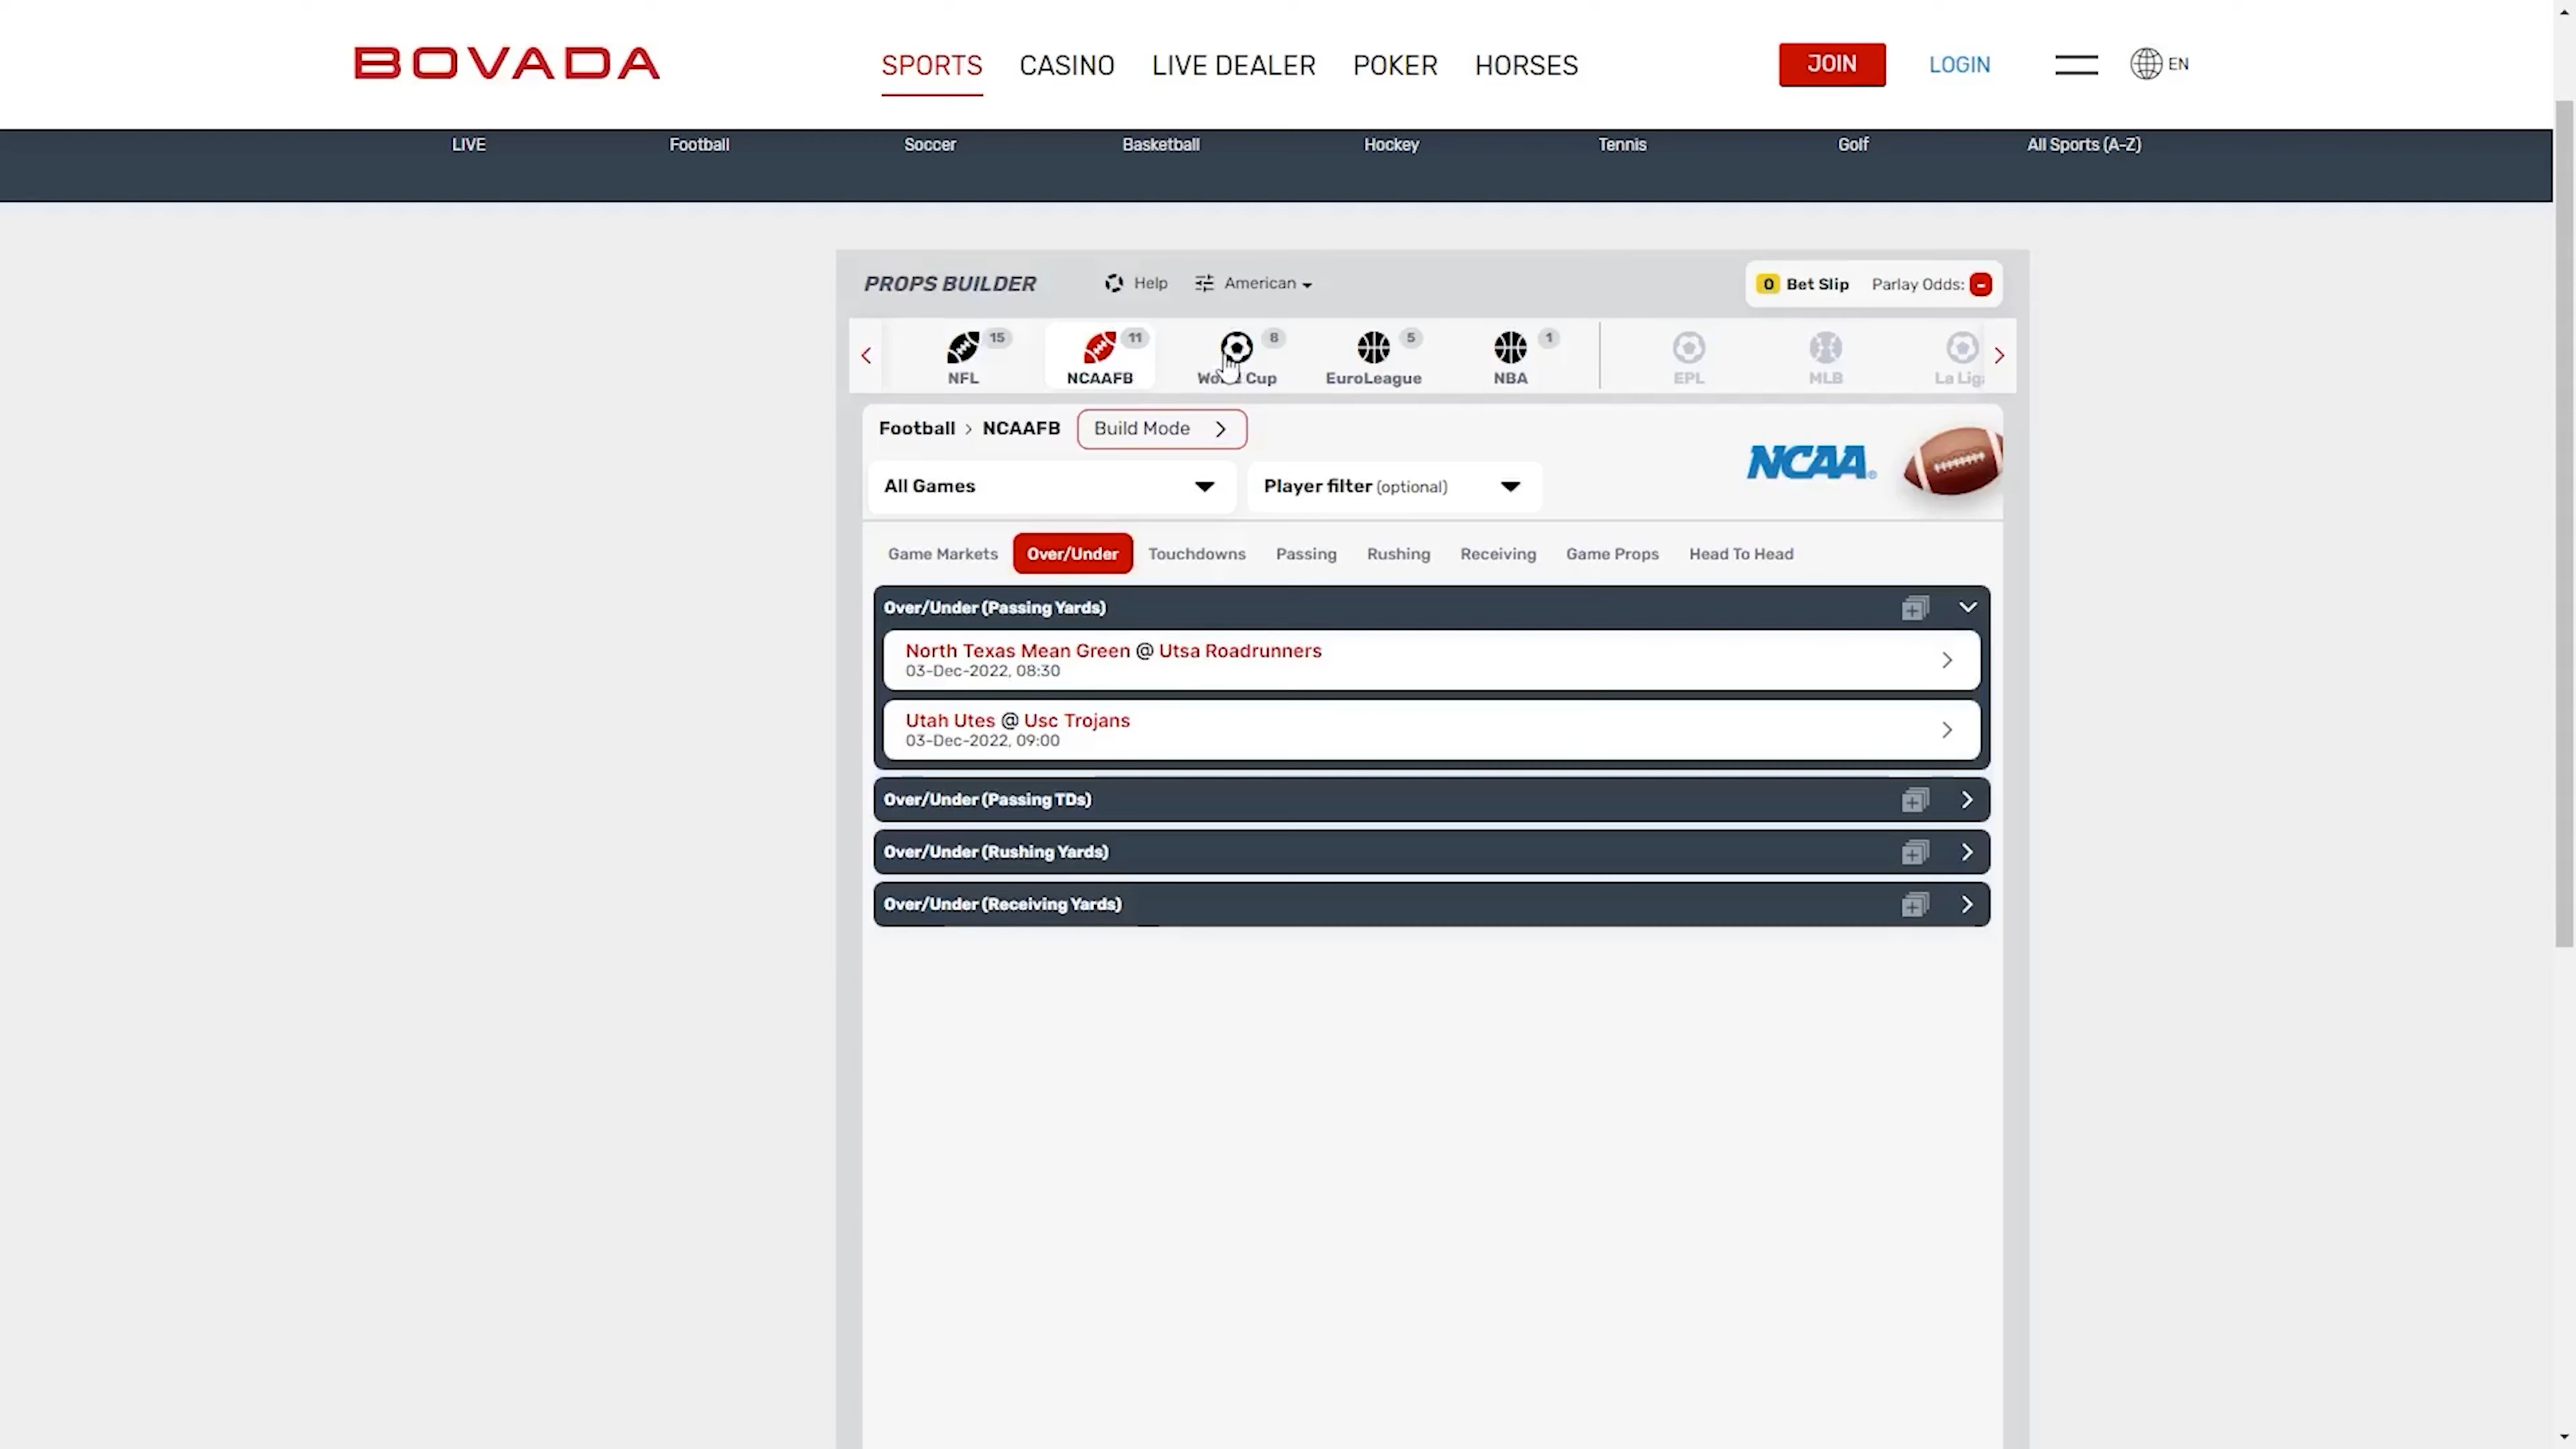 BOVADA
SPORTS CASINO LIVE DEALER POKER HORSES
JOIN LOGIN EN
LIVE Football Soccer Basketball Hockey Tennis Golf All Sports (A-Z)
PROPS BUILDER Help American 0 Bet Slip Parlay Odds: -
15 11 8 5 1
NFL NCAAFB EuroLeague NBA EPL MLB
Cup
La Lig
Football > NCAAFB Build Mode
NCAA®
All Games Player filter (optional)
Game Markets Over/Under Touchdowns Passing Rushing Receiving Game Props Head To Head
Over/Under (Passing Yards)
North Texas Mean Green @ Utsa Roadrunners
03-Dec-2022, 08:30
Utah Utes @ Usc Trojans
03-Dec-2022, 09:00
Over/Under (Passing TDs)
Over/Under (Rushing Yards)
Over/Under (Receiving Yards)